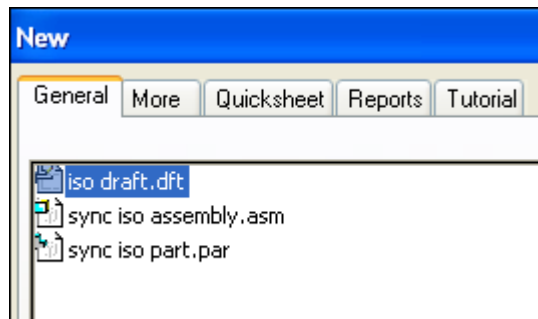 New
General More Quicksheet Reports Tutorial
iso draft.dft
sync iso assembly.asm
sync iso part.par